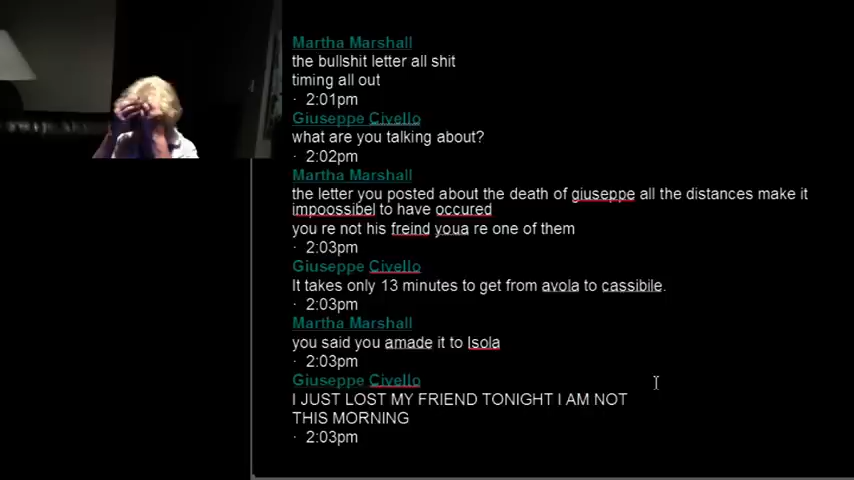 Martha Marshall
the bullshit letter all shit
timing all out
· 2:01pm
Giuseppe Civello
what are you talking about?
· 2:02pm
Martha Marshall
the letter you posted about the death of giuseppe all the distances make it
impoossibel to have occured
you re not his freind youa re one of them
· 2:03pm
Giuseppe Civello
It takes only 13 minutes to get from avola to cassibile.
· 2:03pm
Martha Marshall
you said you amade it to Isola
· 2:03pm
Giuseppe Civello
I JUST LOST MY FRIEND TONIGHT I AM NOT
THIS MORNING
· 2:03pm